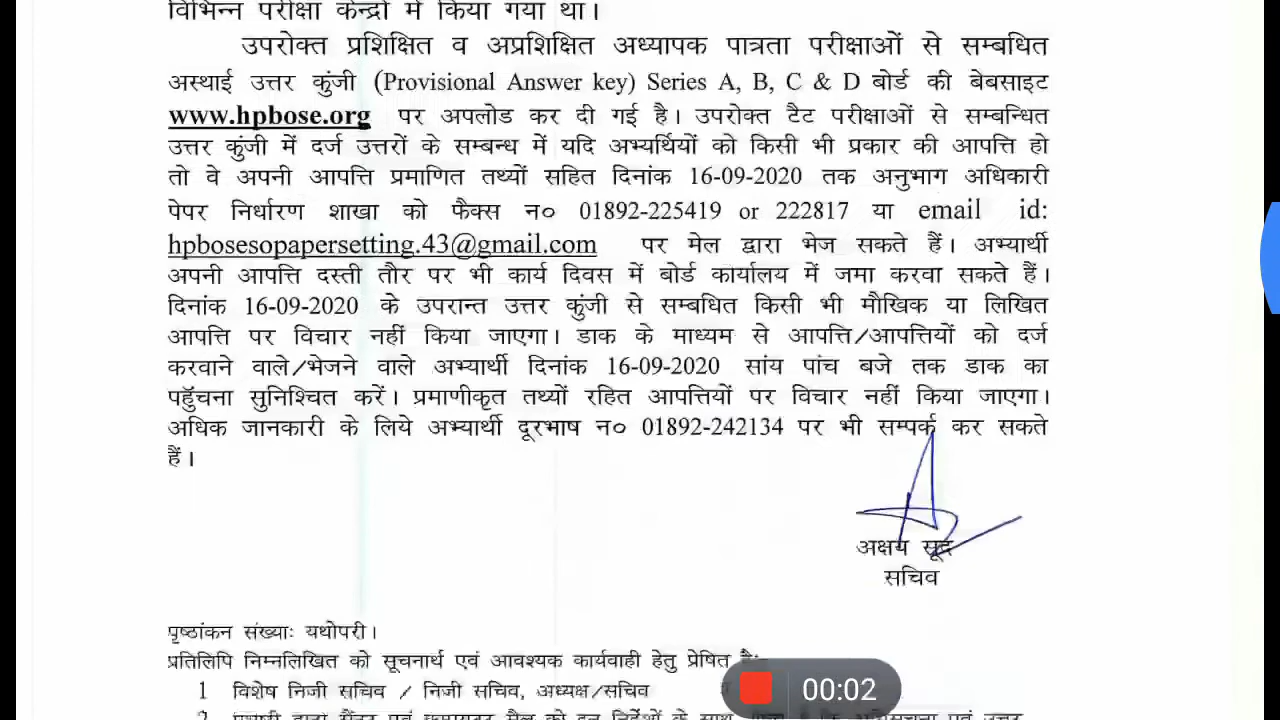 विभिन्न परीक्षा केन्द्रों में किया गया था।
उपरोक्त प्रशिक्षित व अप्रशिक्षित अध्यापक पात्रता परीक्षाओं से सम्बधित
अस्थाई उत्तर कुंजी (Provisional Answer key) Series A, B, C & D बोर्ड की बेबसाइट
www.hpbose.org पर अपलोड कर दी गई है। उपरोक्त टैट परीक्षाओं से सम्बन्धित
उत्तर कुंजी में दर्ज उत्तरों के सम्बन्ध में यदि अभ्यर्थियों को किसी भी प्रकार की आपत्ति हो
तो वे अपनी आपत्ति प्रमाणित तथ्यों सहित दिनांक 16-09-2020 तक अनुभाग अधिकारी
पेपर निर्धारण शाखा को फैक्स न० 01892-225419 or 222817 या email id:
hpbosesopapersetting.43@gmail.com पर मेल द्वारा भेज सकते हैं। अभ्यार्थी
अपनी आपत्ति दस्ती तौर पर भी कार्य दिवस में बोर्ड कार्यालय में जमा करवा सकते हैं।
दिनांक 16-09-2020 के उपरान्त उत्तर कुंजी से सम्बधित किसी भी मौखिक या लिखित
आपत्ति पर विचार नहीं किया जाएगा। डाक के माध्यम से आपत्ति/आपत्तियों को दर्ज
करवाने वाले/भेजने वाले अभ्यार्थी दिनांक 16-09-2020 सांय पांच बजे तक डाक का
पहुँचना सुनिश्चित करें। प्रमाणीकृत तथ्यों रहित आपत्तियों पर विचार नहीं किया जाएगा।
अधिक जानकारी के लिये अभ्यार्थी दूरभाष न० 01892-242134 पर भी सम्पर्क कर सकते
हैं।
अक्षय सूद
सचिव
पृष्ठांकन संख्याः यथोपरी।
प्रतिलिपि निम्नलिखित को सूचनार्थ एवं आवश्यक कार्यवाही हेतु प्रेषित है:-
1 विशेष निजी सचिव / निजी सचिव, अध्यक्ष/सचिव
00:02
2